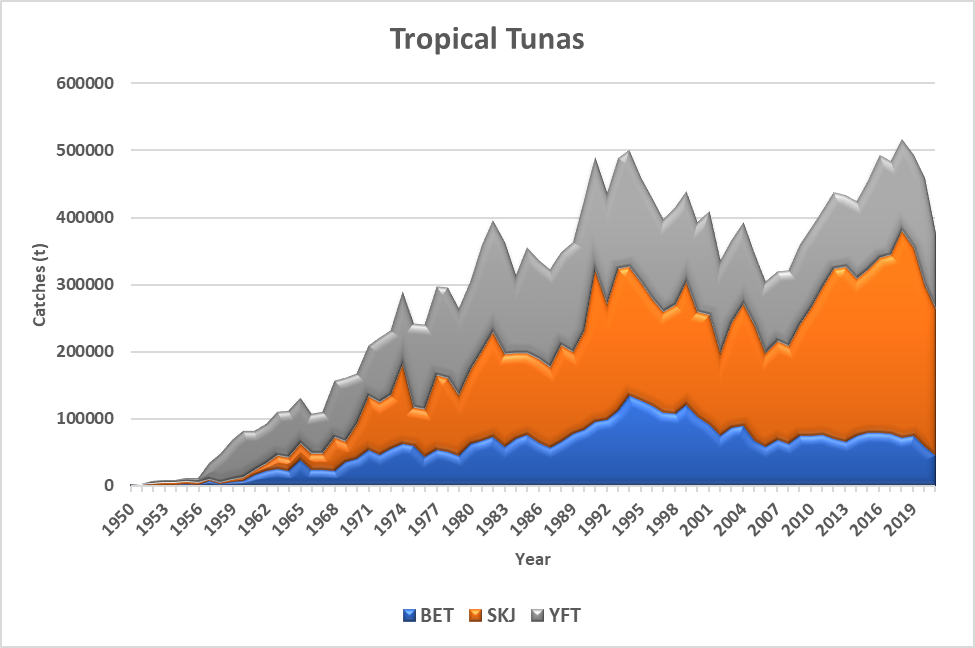 Tropical Tunas
600000
500000
400000
300000
200000
100000
0
Catches (t)
1950 1953 1956 1959 1962 1965 1968 1971 1974 1977 1980 1983 1986 1989 1992 1995 1998 2001 2004 2007 2010 2013 2016 2019
Year
BET SKJ YFT